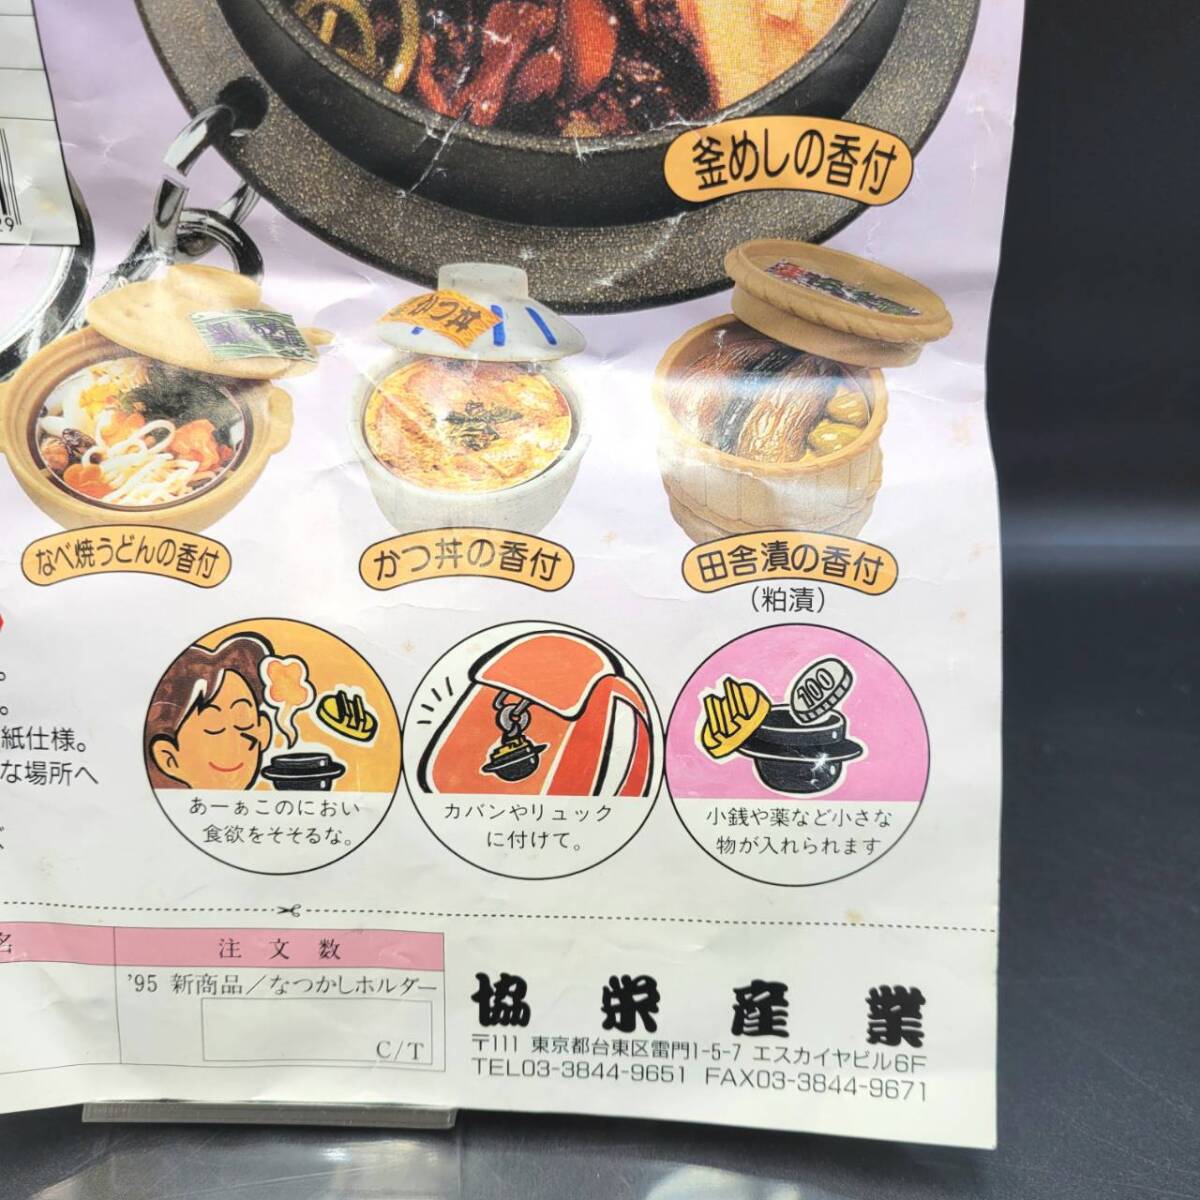 釜めしの香付
かつ丼
なべ焼うどんの香付
かつ丼の香付
田舎漬の香付
(粕漬)
。
。
紙仕様。
な場所へ
100
あーぁこのにおい
食欲をそそるな。
カバンやリュック
に付けて。
小銭や薬など小さな
物が入れられます
名
注文数
'95 新商品/なつかしホルダー
C/T
協栄産業
〒111 東京都台東区雷門1-5-7 エスカイヤビル6F
TEL03-3844-9651 FAX03-3844-9671